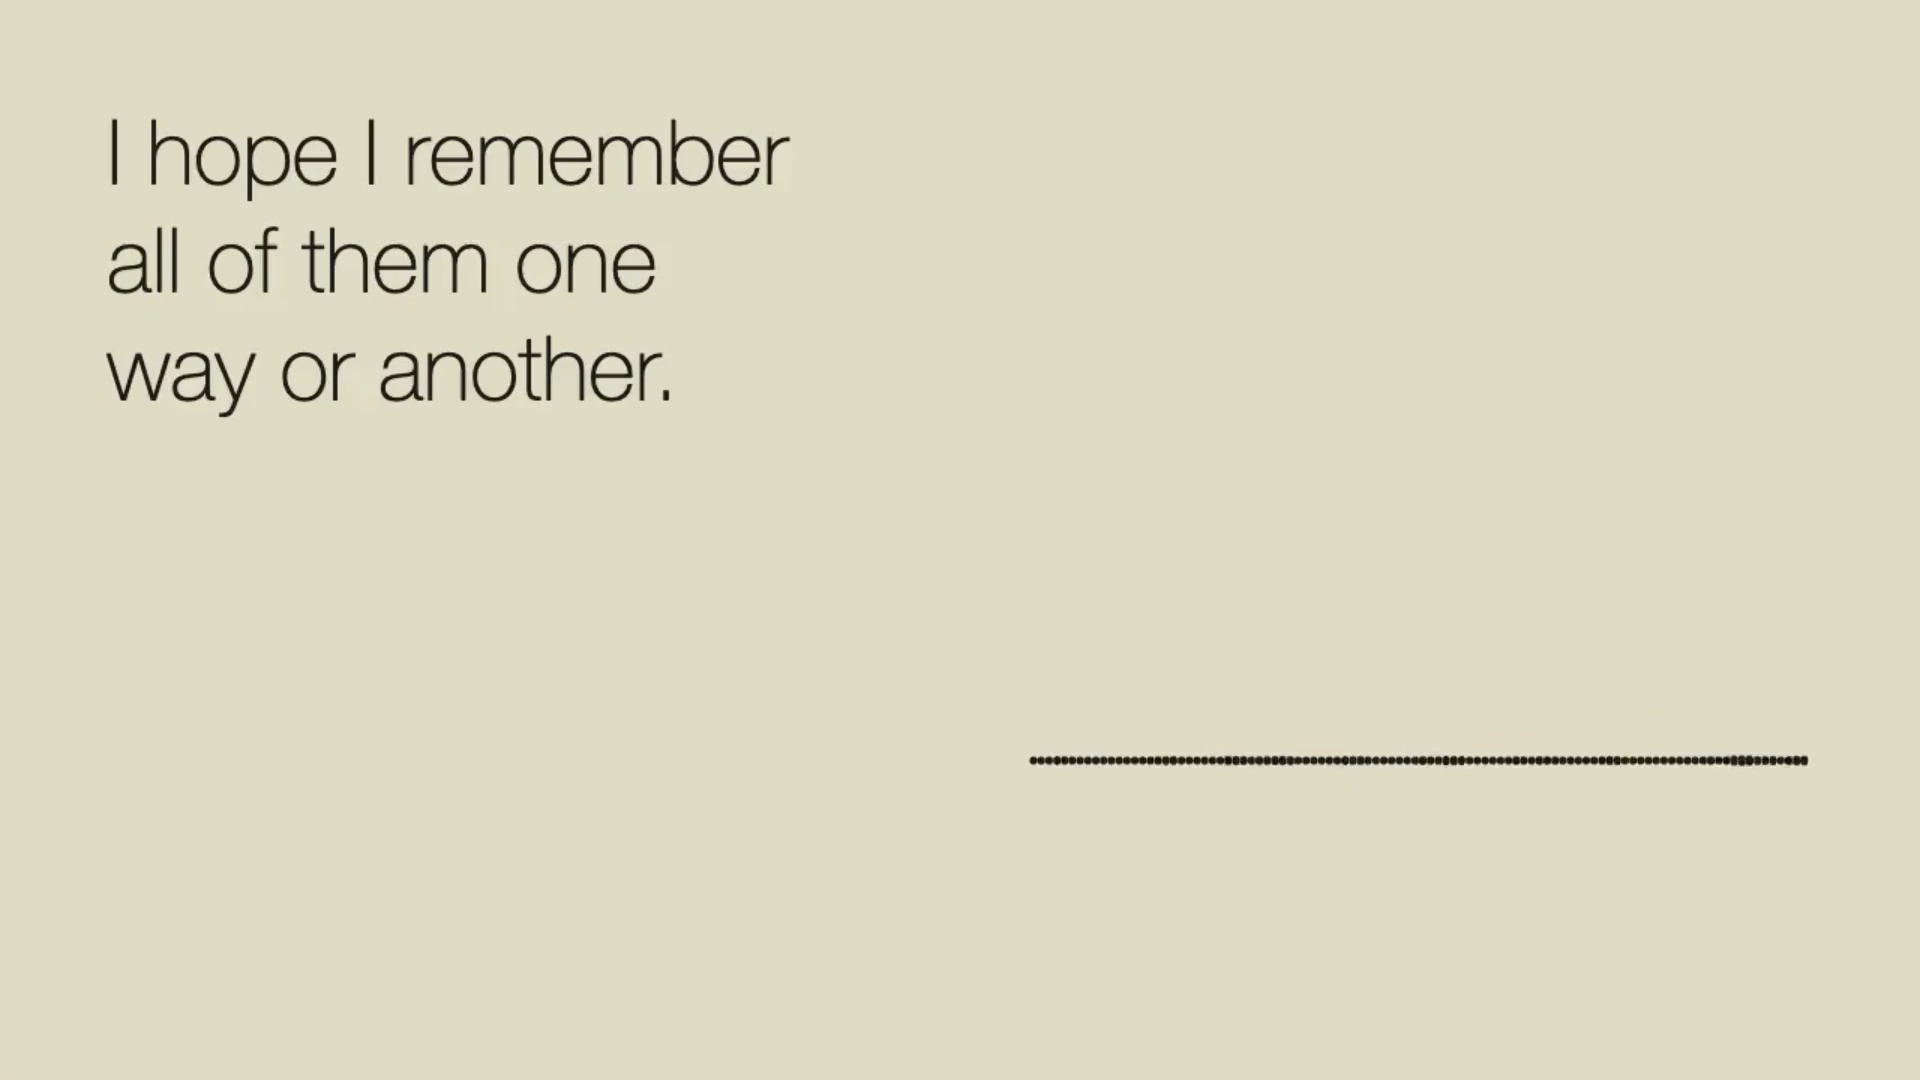 I hope I remember
all of them one
way or another.